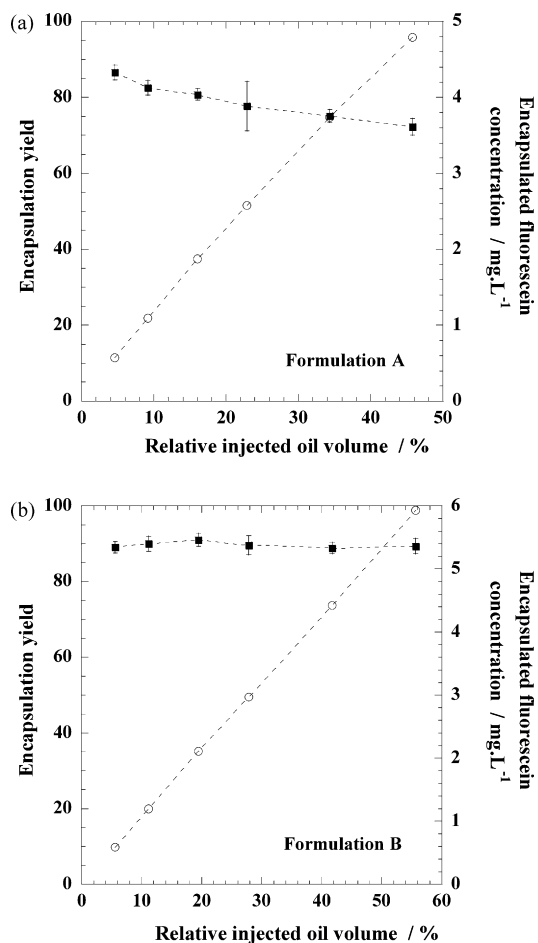 (a)
100
80
60
40
20
0
Encapsulation yield
5
4
3
2
1
0
Encapsulated fluorescein
concentration / mg.L-1
Formulation A
0 10 20 30 40 50
Relative injected oil volume / %
(b)
100
80
60
40
20
0
Encapsulation yield
6
5
4
3
2
1
0
Encapsulated fluorescein
concentration / mg.L-1
Formulation B
0 10 20 30 40 50 60
Relative injected oil volume / %